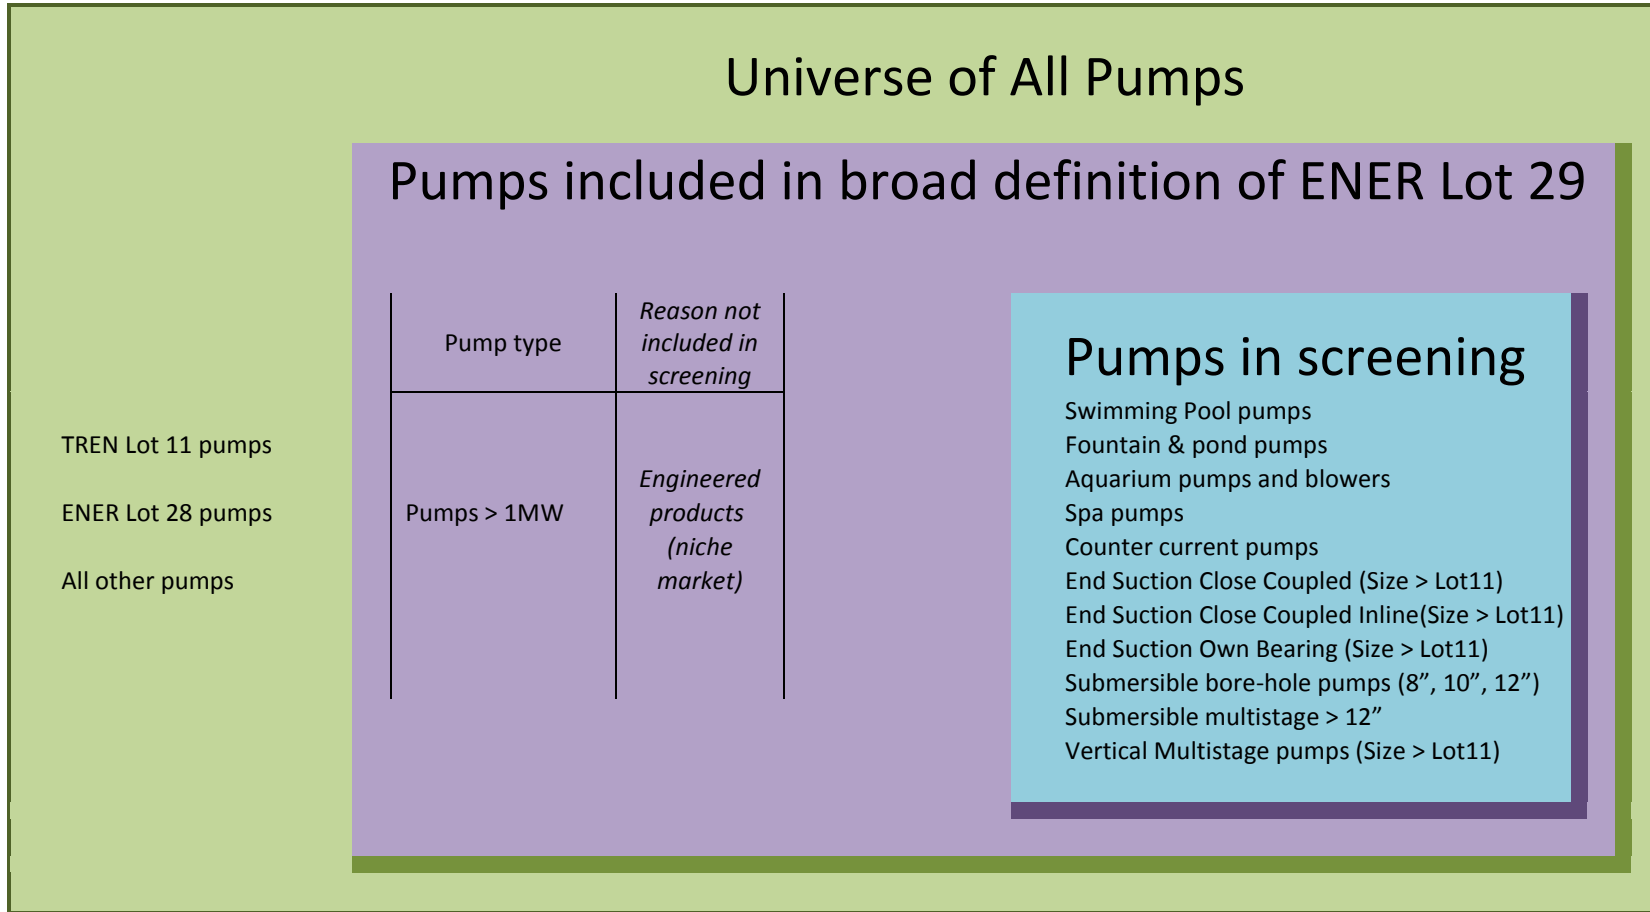 Universe of All Pumps
Pumps included in broad definition of ENER Lot 29
TREN Lot 11 pumps
ENER Lot 28 pumps
All other pumps
Pump type
Reason not
included in
screening
Pumps > 1MW
Engineered
products
(niche
market)
Pumps in screening
Swimming Pool pumps
Fountain & pond pumps
Aquarium pumps and blowers
Spa pumps
Counter current pumps
End Suction Close Coupled (Size > Lot11)
End Suction Close Coupled Inline(Size > Lot11)
End Suction Own Bearing (Size > Lot11)
Submersible bore-hole pumps (8”, 10”, 12”)
Submersible multistage > 12”
Vertical Multistage pumps (Size > Lot11)